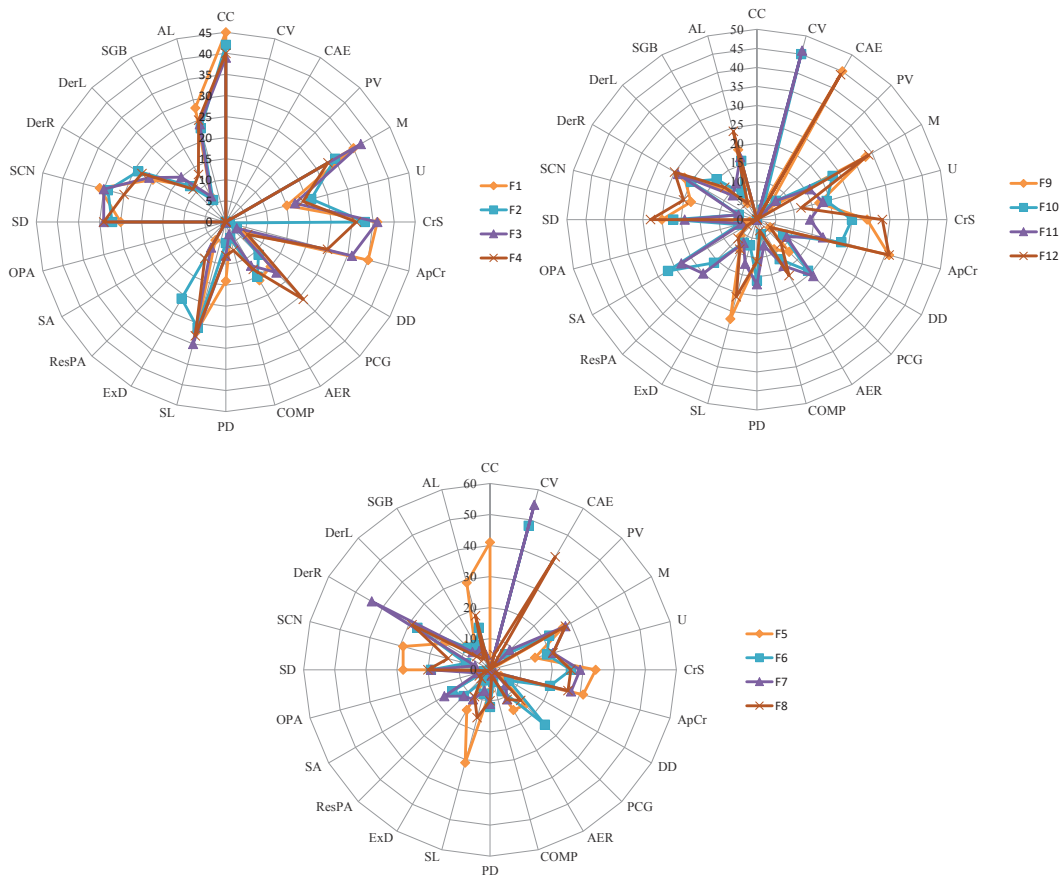 CC
CV
CAE
PV
M
U
CrS
ApCr
DD
PCG
AER
COMP
PD
SL
ExD
ResPA
SA
OPA
SD
SCN
DerR
DerL
SGB
AL
45
40
35
30
25
20
15
10
5
0
F1
F2
F3
F4
CC
CV
CAE
PV
M
U
CrS
ApCr
DD
PCG
AER
COMP
PD
SL
ExD
ResPA
SA
OPA
SD
SCN
DerR
DerL
SGB
AL
50
45
40
35
30
25
20
15
10
5
0
F9
F10
F11
F12
CC
CV
CAE
PV
M
U
CrS
ApCr
DD
PCG
AER
COMP
PD
SL
ExD
ResPA
SA
OPA
SD
SCN
DerR
DerL
SGB
AL
60
50
40
30
20
10
0
F5
F6
F7
F8